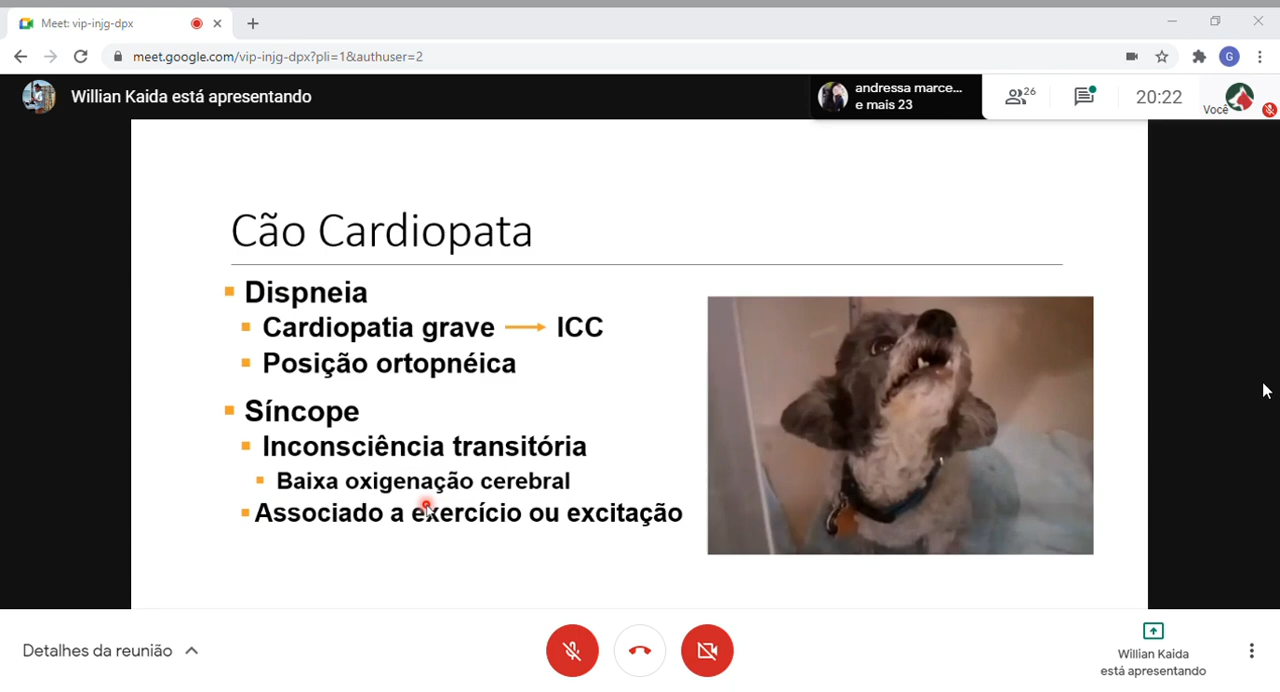 Meet: vip-injg-dpx
meet.google.com/vip-injg-dpx?pli=1&authuser=2
G
Willian Kaida está apresentando
andressa marce...
e mais 23
26
20:22
Você
Cão Cardiopata
Dispneia
Cardiopatia grave → ICC
Posição ortopnéica
Síncope
Inconsciência transitória
Baixa oxigenação cerebral
Associado a exercício ou excitação
Detalhes da reunião
Willian Kaida
está apresentando